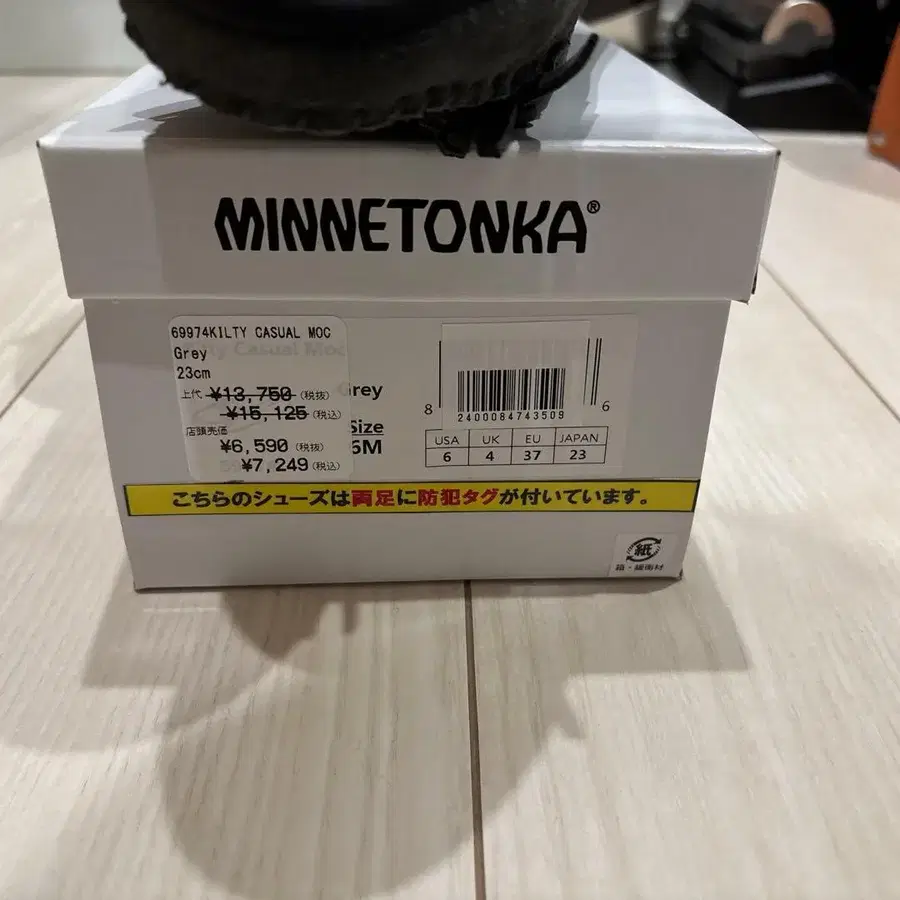 MINNETONKA®
69974KILTY CASUAL MOC
Grey
23cm
上代 ¥13,750 (税抜)
¥15,125 (税込)
店頭売価
¥6,590 (税抜)
¥7,249 (税込)
Casual Moc
Grey
Size
6M
8 2400084743509 6
USA UK EU JAPAN
6 4 37 23
こちらのシューズは両足に防犯タグが付いています。
紙
箱・緩衝材